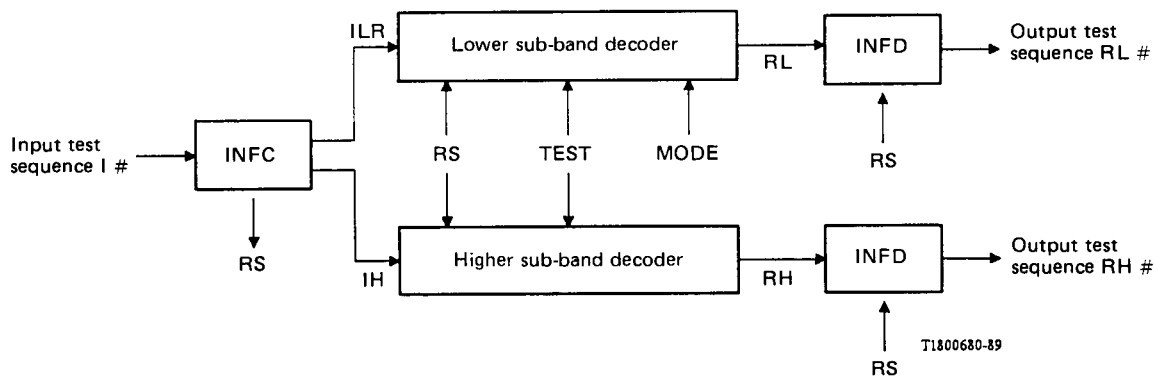 ILR
Lower sub-band decoder
RL
INFD
Output test
sequence RL #
Input test
sequence I #
INFC
RS
TEST
MODE
RS
RS
IH
Higher sub-band decoder
RH
INFD
Output test
sequence RH #
RS
T1800680-89